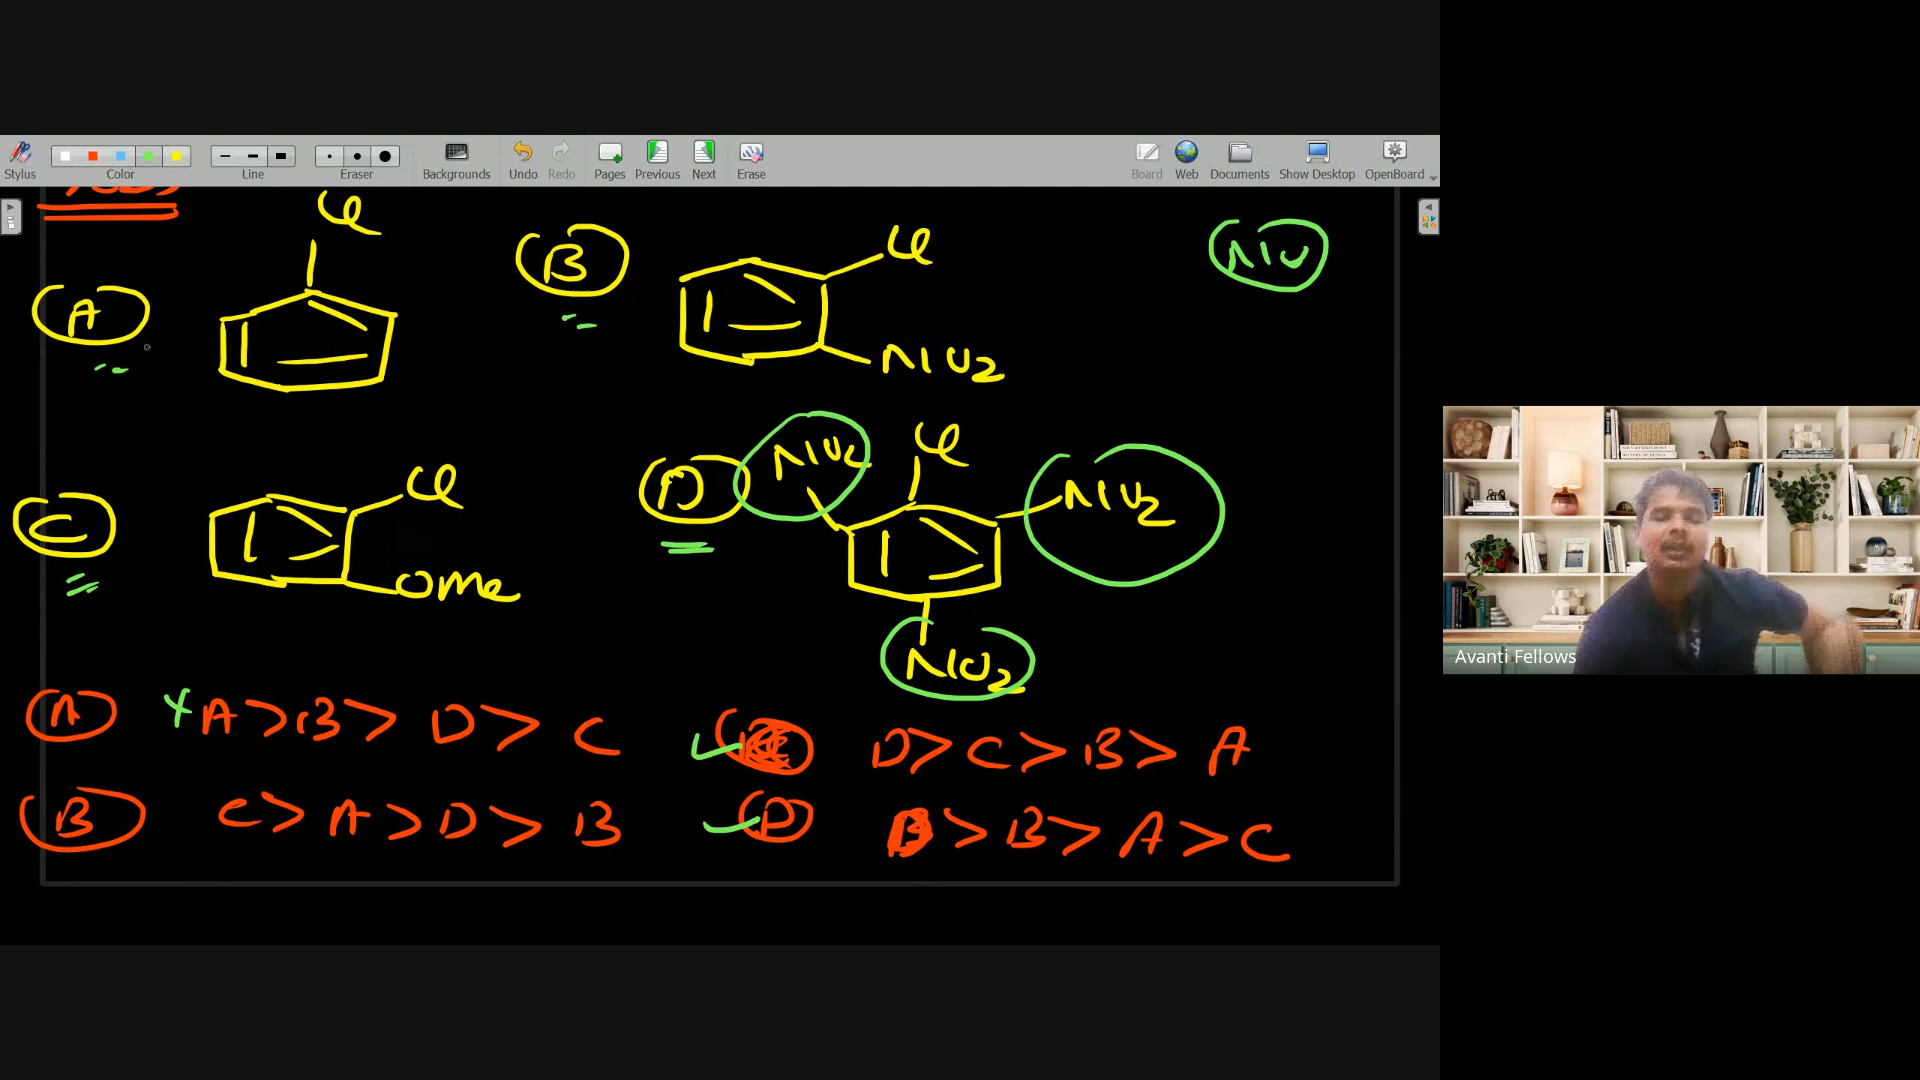 Stylus Color Line Eraser Backgrounds Undo Redo Pages Previous Next Erase Board Web Documents Show Desktop OpenBoard
Cl
A
B
Cl
NO2
C
Cl
OMe
D
NO2
Cl
NO2
NO2
Avanti Fellows
A A > B > D > C
D > C > B > A
B C > A > D > B
D > B > A > C